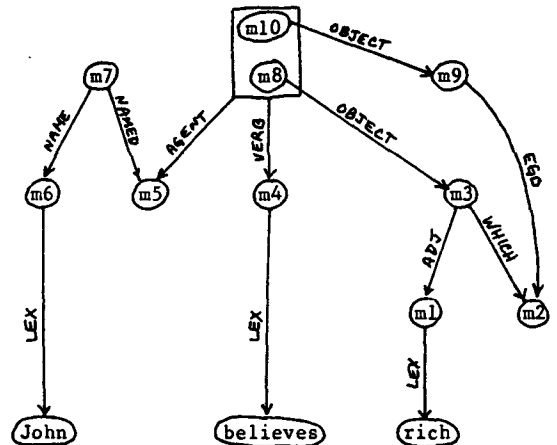 m10
OBJECT
m7
m8
m9
NAME
NAMED
AGENT
VERB
OBJECT
EGO
m6
m5
m4
m3
ADJ
WHICH
LEX
LEX
m1
m2
LEX
John
believes
rich